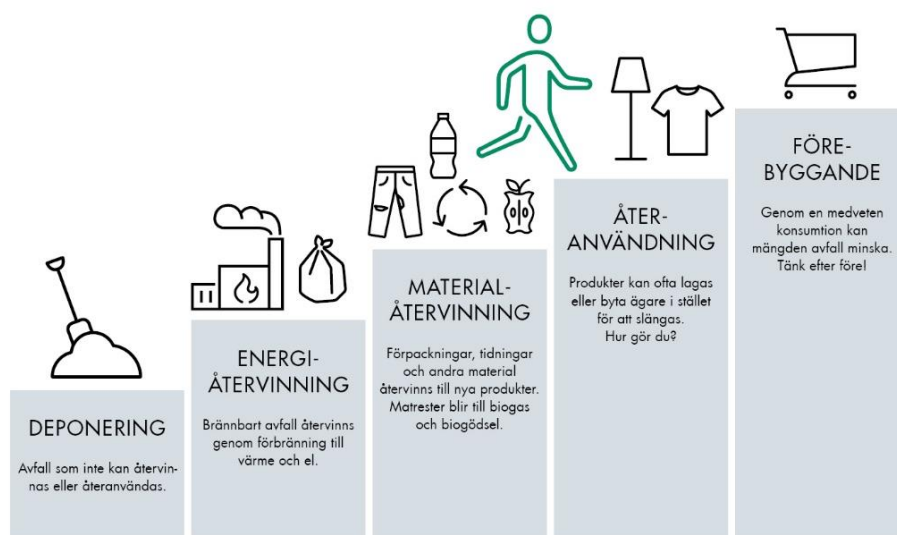 DEPONERING
Avfall som inte kan återvin-
nas eller återanvändas.
ENERGI-
ÅTERVINNING
Brännbart avfall återvinns
genom förbränning till
värme och el.
MATERIAL-
ÅTERVINNING
Förpackningar, tidningar
och andra material
återvinns till nya produkter.
Matrester blir till biogas
och biogödsel.
ÅTER-
ANVÄNDNING
Produkter kan ofta lagas
eller byta ägare i stället
för att slängas.
Hur gör du?
FÖRE-
BYGGANDE
Genom en medveten
konsumtion kan
mängden avfall minska.
Tänk efter före!